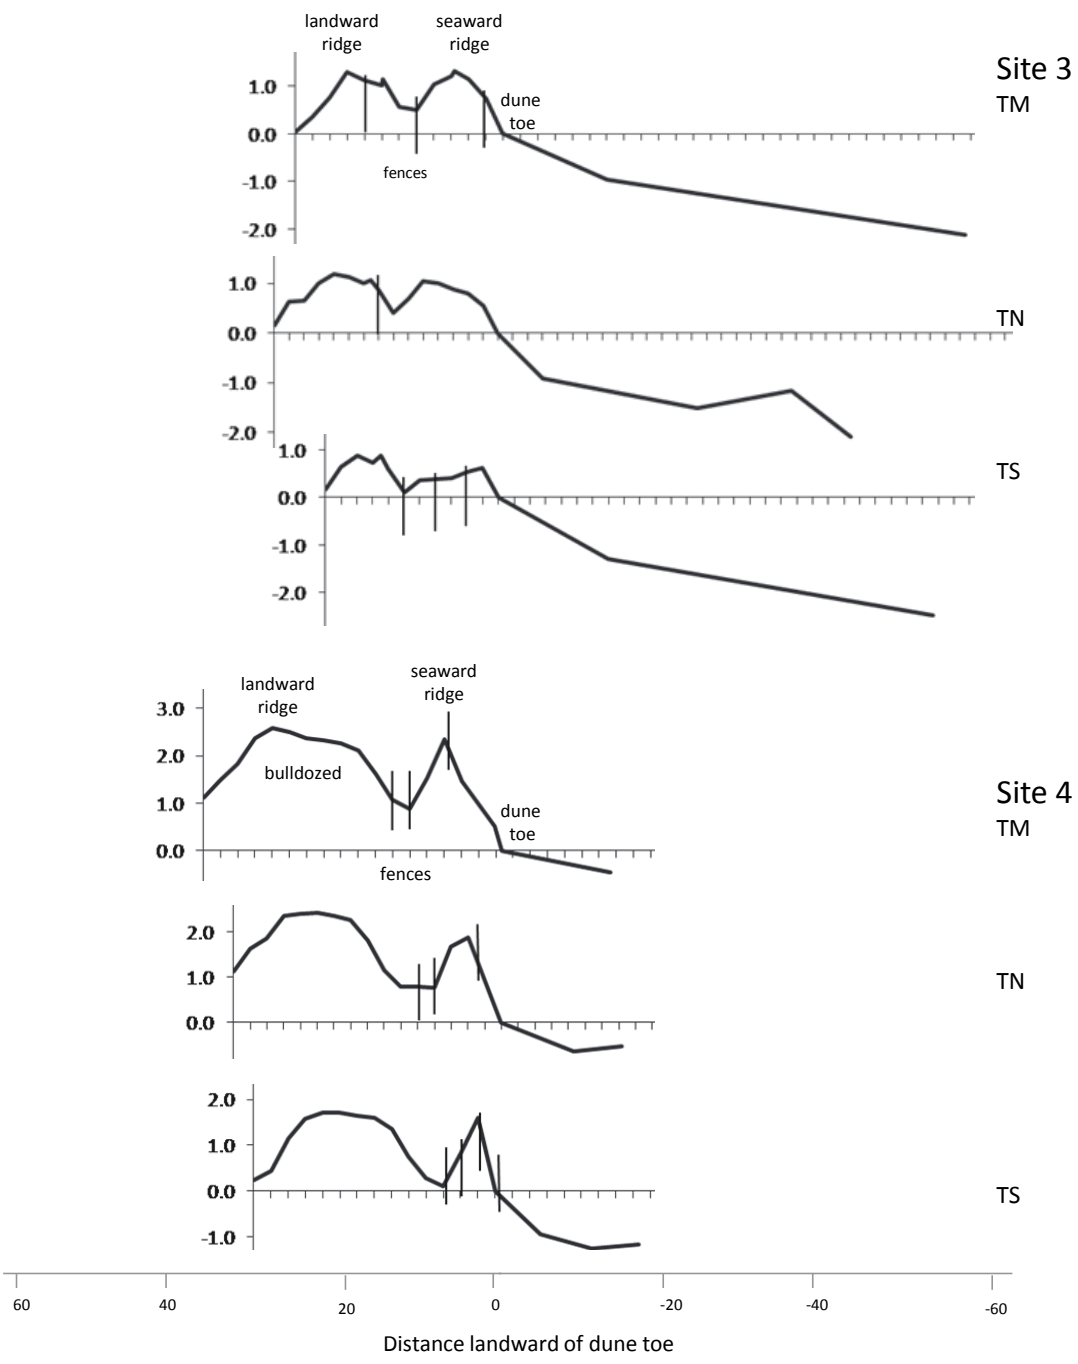 landward
ridge
seaward
ridge
Site 3
TM
1.0
dune
toe
0.0
fences
-1.0
-2.0
1.0
TN
0.0
-1.0
-2.0
1.0
TS
0.0
-1.0
-2.0
landward
ridge
seaward
ridge
3.0
2.0
bulldozed
Site 4
1.0
dune
toe
TM
0.0
fences
2.0
1.0
TN
0.0
2.0
1.0
0.0
TS
-1.0
60 40 20 0 -20 -40 -60
Distance landward of dune toe